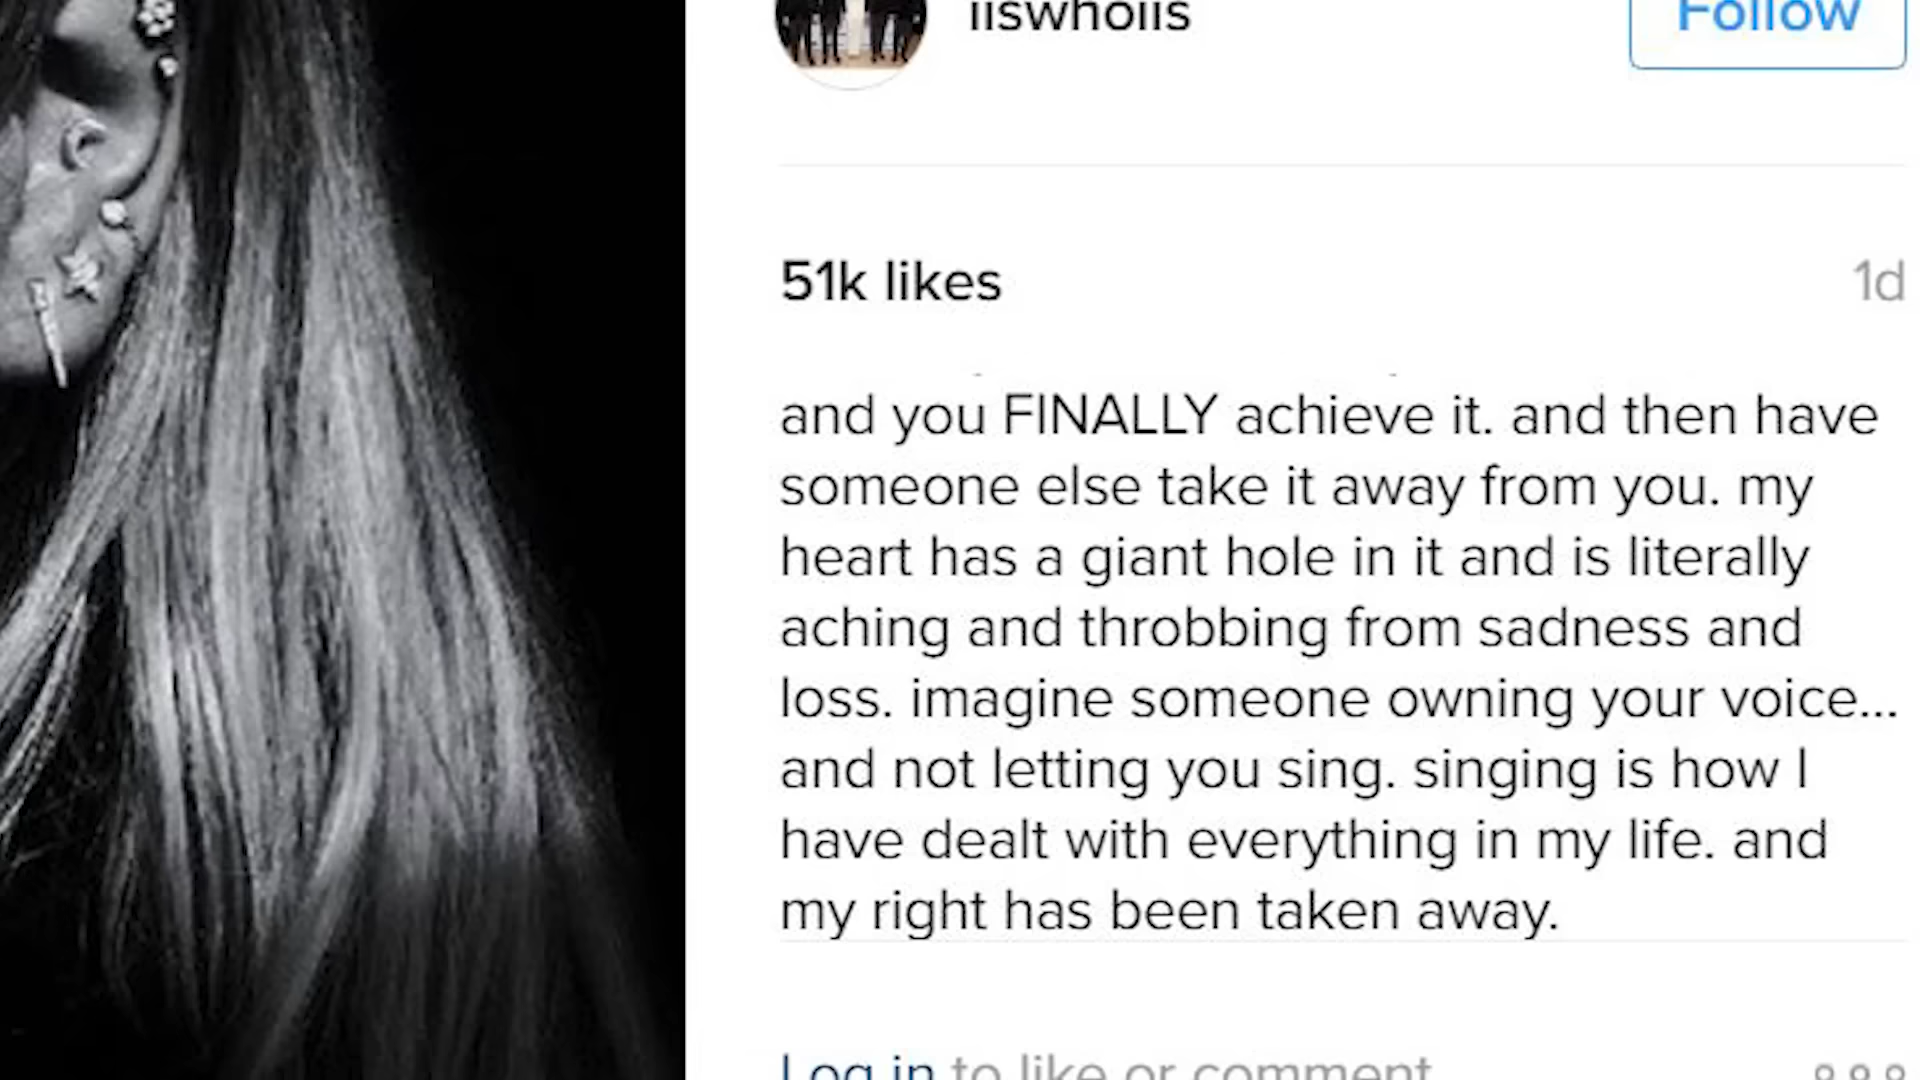 iiswhoiis
Follow
51k likes
1d
and you FINALLY achieve it. and then have
someone else take it away from you. my
heart has a giant hole in it and is literally
aching and throbbing from sadness and
loss. imagine someone owning your voice...
and not letting you sing. singing is how I
have dealt with everything in my life. and
my right has been taken away.
Log in to like or comment